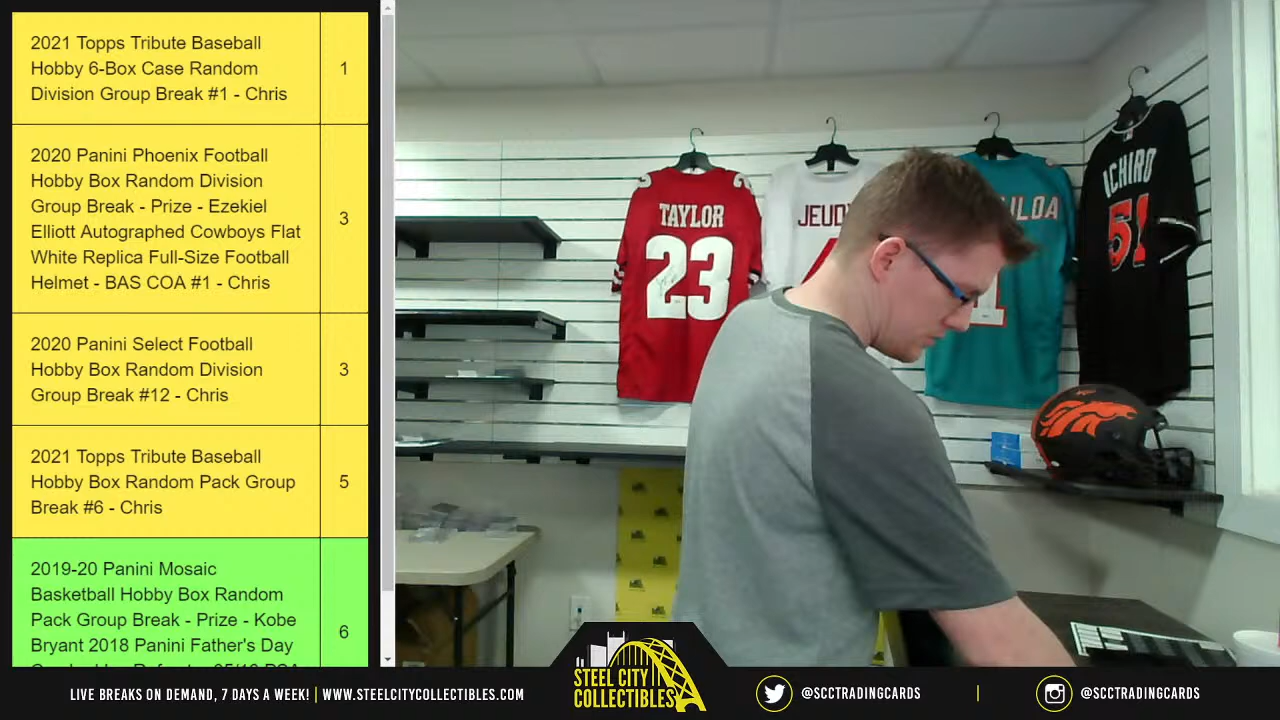 2021 Topps Tribute Baseball
Hobby 6-Box Case Random
Division Group Break #1 - Chris
1
2020 Panini Phoenix Football
Hobby Box Random Division
Group Break - Prize - Ezekiel
Elliott Autographed Cowboys Flat
White Replica Full-Size Football
Helmet - BAS COA #1 - Chris
3
2020 Panini Select Football
Hobby Box Random Division
Group Break #12 - Chris
3
2021 Topps Tribute Baseball
Hobby Box Random Pack Group
Break #6 - Chris
5
2019-20 Panini Mosaic
Basketball Hobby Box Random
Pack Group Break - Prize - Kobe
Bryant 2018 Panini Father's Day
6
TAYLOR
23
ICHIRO
51
LIVE BREAKS ON DEMAND, 7 DAYS A WEEK! | WWW.STEELCITYCOLLECTIBLES.COM
STEEL CITY
COLLECTIBLES
@SCCTRADINGCARDS
@SCCTRADINGCARDS